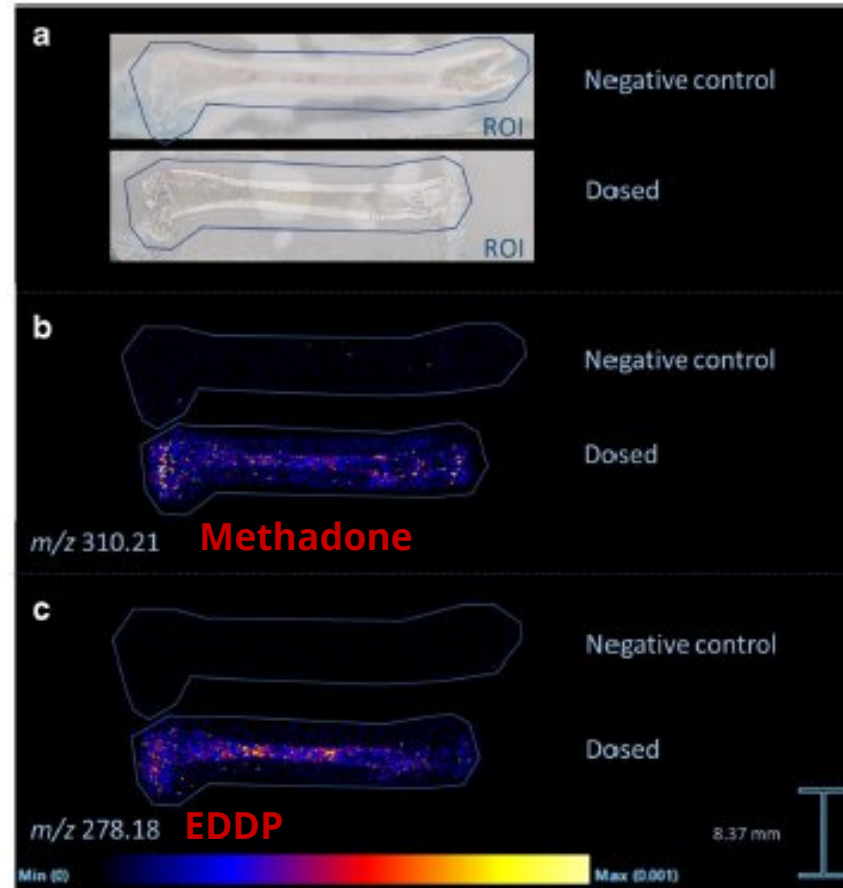 a
Negative control
ROI
Dosed
ROI
b
Negative control
Dosed
m/z 310.21 Methadone
c
Negative control
Dosed
m/z 278.18 EDDP
8.37 mm
Min (0) Max (0.001)